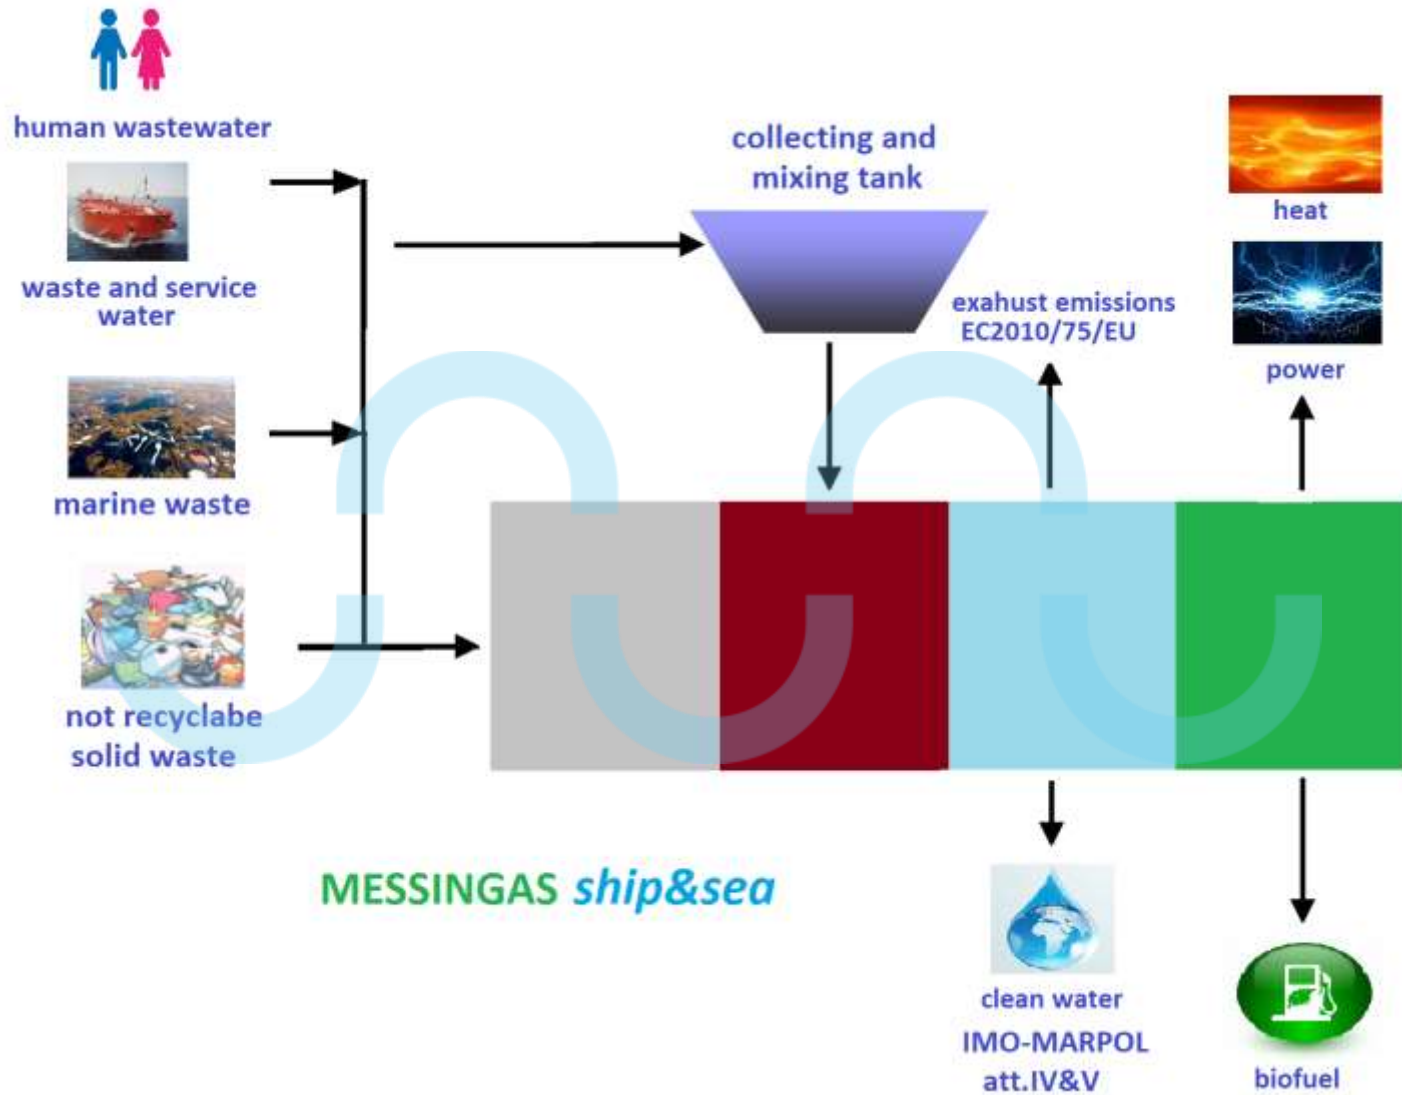 human wastewater
waste and service
water
marine waste
not recyclabe
solid waste
collecting and
mixing tank
exahust emissions
EC2010/75/EU
heat
power
MESSINGAS ship&sea
clean water
IMO-MARPOL
att.IV&V
biofuel